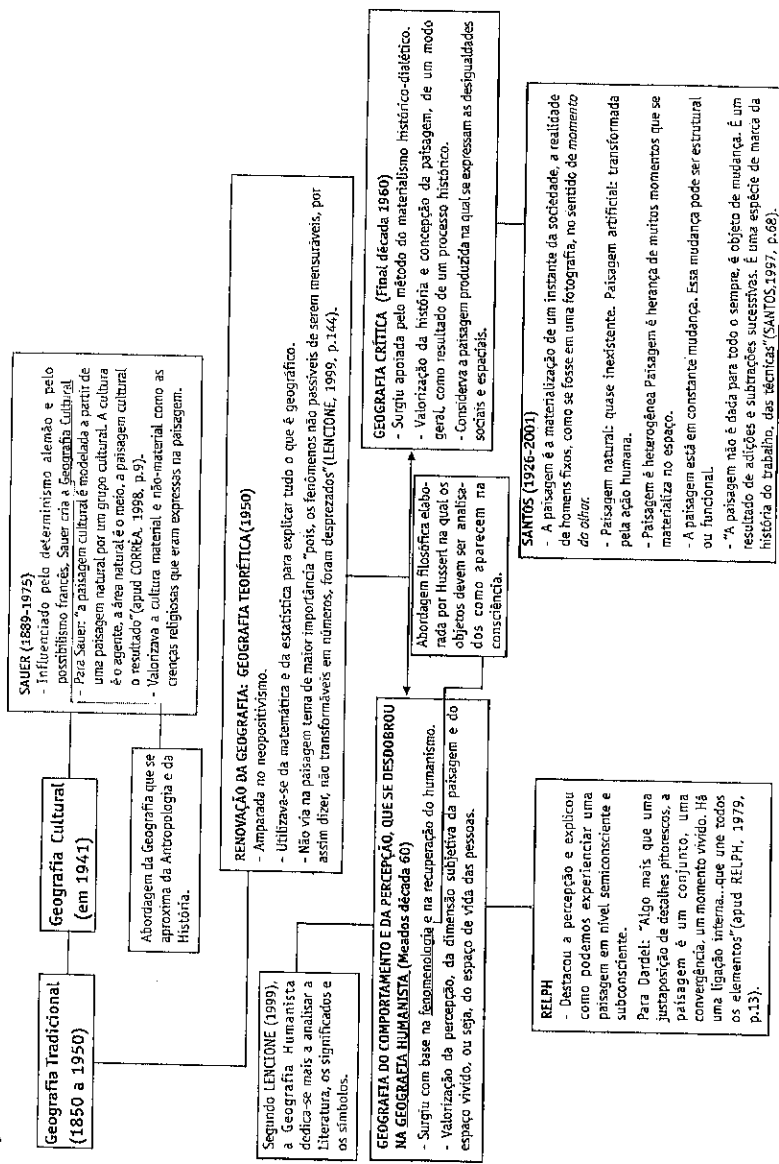 Geografia Tradicional
(1850 a 1950)
Geografia Cultural
(em 1941)
SAUER (1889-1975)
- Influenciado pelo determinismo alemão e pelo
possibilismo francês, Sauer cria a Geografia Cultural
- Para Sauer: "a paisagem cultural é modelada a partir de
uma paisagem natural por um grupo cultural. A cultura
é o agente, a área natural é o meio, a paisagem cultural
o resultado"(apud CORRÊA, 1998, p.9).
- Valorizava a cultura material e não-material como as
crenças religiosas que eram expressas na paisagem.
Abordagem da Geografia que se
aproxima da Antropologia e da
História.
RENOVAÇÃO DA GEOGRAFIA: GEOGRAFIA TEORÉTICA(1950)
- Amparada no neopositivismo.
- Utilizava-se da matemática e da estatística para explicar tudo o que é geográfico.
- Não via na paisagem tema de maior importância "pois, os fenômenos não passíveis de serem mensuráveis, por
assim dizer, não transformáveis em números, foram desprezados"(LENCIONE, 1999, p.144).
Segundo LENCIONE (1999),
a Geografia Humanista
dedica-se mais a analisar a
Literatura, os significados e
os símbolos.
GEOGRAFIA DO COMPORTAMENTO E DA PERCEPÇÃO, QUE SE DESDOBROU
NA GEOGRAFIA HUMANISTA (Meados década 60)
- Surgiu com base na fenomenologia e na recuperação do humanismo.
- Valorização da percepção, da dimensão subjetiva da paisagem e do
espaço vivido, ou seja, do espaço de vida das pessoas.
Abordagem filosófica elabo-
rada por Husserl na qual os
objetos devem ser analisa-
dos como aparecem na
consciência.
GEOGRAFIA CRÍTICA (Final década 1960)
- Surgiu apoiada pelo método do materialismo histórico-dialético.
- Valorização da história e concepção da paisagem, de um modo
geral, como resultado de um processo histórico.
- Considerva a paisagem produzida na qual se expressam as desigualdades
sociais e espaciais.
RELPH
- Destacou a percepção e explicou
como podemos experienciar uma
paisagem em nível semiconsciente e
subconsciente.
Para Dardel: "Algo mais que uma
justaposição de detalhes pitorescos, a
paisagem é um conjunto, uma
convergência, um momento vivido. Há
uma ligação interna...que une todos
os elementos"(apud RELPH, 1979,
p.13).
SANTOS (1926-2001)
- A paisagem é a materialização de um instante da sociedade, a realidade
de homens fixos, como se fosse em uma fotografia, no sentido de momento
do olhar.
- Paisagem natural: quase inexistente. Paisagem artificial: transformada
pela ação humana.
- Paisagem é heterogênea Paisagem é herança de muitos momentos que se
materializa no espaço.
- A paisagem está em constante mudança. Essa mudança pode ser estrutural
ou funcional.
- "A paisagem não é dada para todo o sempre, é objeto de mudança. É um
resultado de adições e subtrações sucessivas. É uma espécie de marca da
história do trabalho, das técnicas"(SANTOS,1997, p.68).